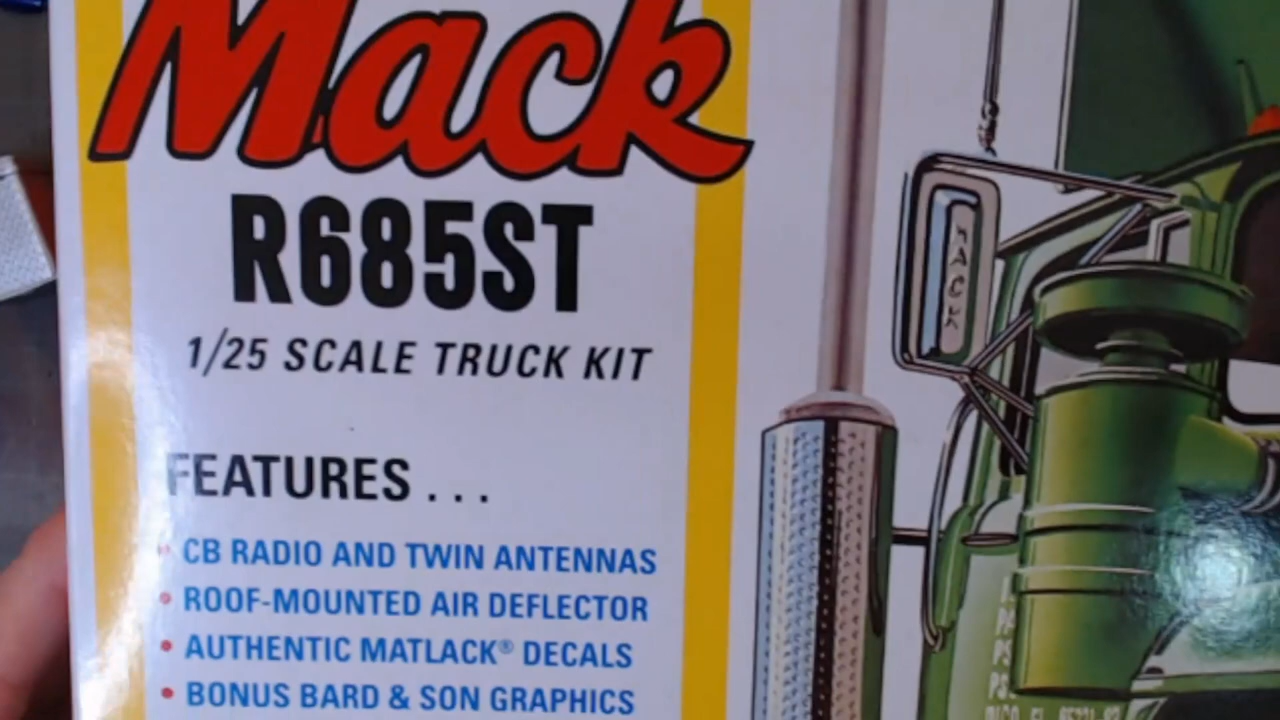 Mack
R685ST
1/25 SCALE TRUCK KIT
FEATURES . . .
• CB RADIO AND TWIN ANTENNAS
• ROOF-MOUNTED AIR DEFLECTOR
• AUTHENTIC MATLACK® DECALS
• BONUS BARD & SON GRAPHICS
MACK